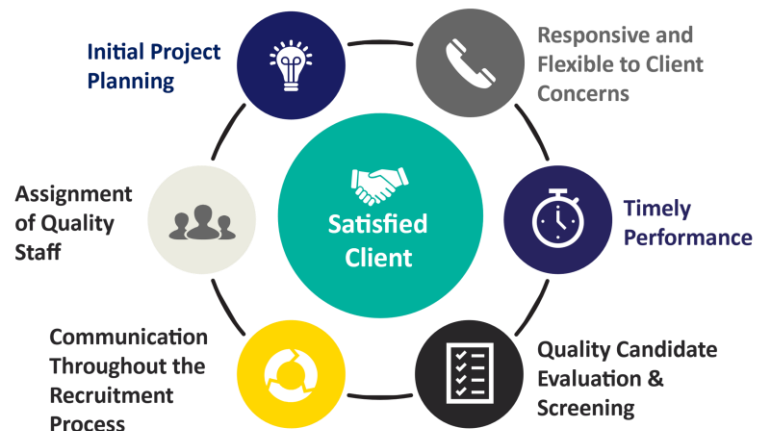 Initial Project
Planning
Responsive and
Flexible to Client
Concerns
Assignment
of Quality
Staff
Satisfied
Client
Timely
Performance
Communication
Throughout the
Recruitment
Process
Quality Candidate
Evaluation &
Screening